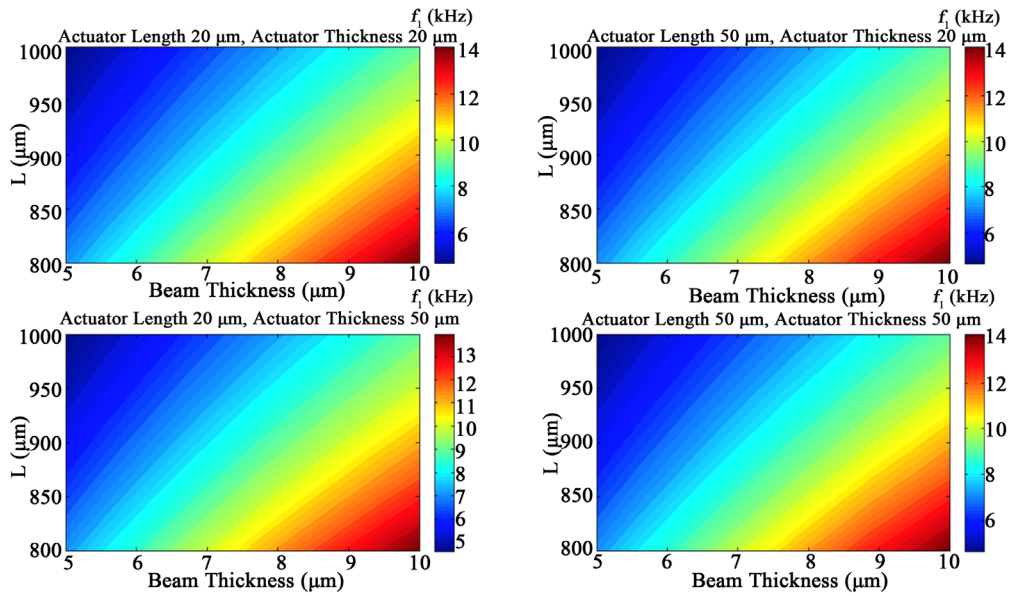 f₁ (kHz)
Actuator Length 20 μm, Actuator Thickness 20 μm
1000
950
900
850
800
L (μm)
5 6 7 8 9 10
Beam Thickness (μm)
14
12
10
8
6
f₁ (kHz)
Actuator Length 50 μm, Actuator Thickness 20 μm
1000
950
900
850
800
L (μm)
5 6 7 8 9 10
Beam Thickness (μm)
14
12
10
8
6
f₁ (kHz)
Actuator Length 20 μm, Actuator Thickness 50 μm
1000
950
900
850
800
L (μm)
5 6 7 8 9 10
Beam Thickness (μm)
13
12
11
10
9
8
7
6
5
f₁ (kHz)
Actuator Length 50 μm, Actuator Thickness 50 μm
1000
950
900
850
800
L (μm)
5 6 7 8 9 10
Beam Thickness (μm)
14
12
10
8
6